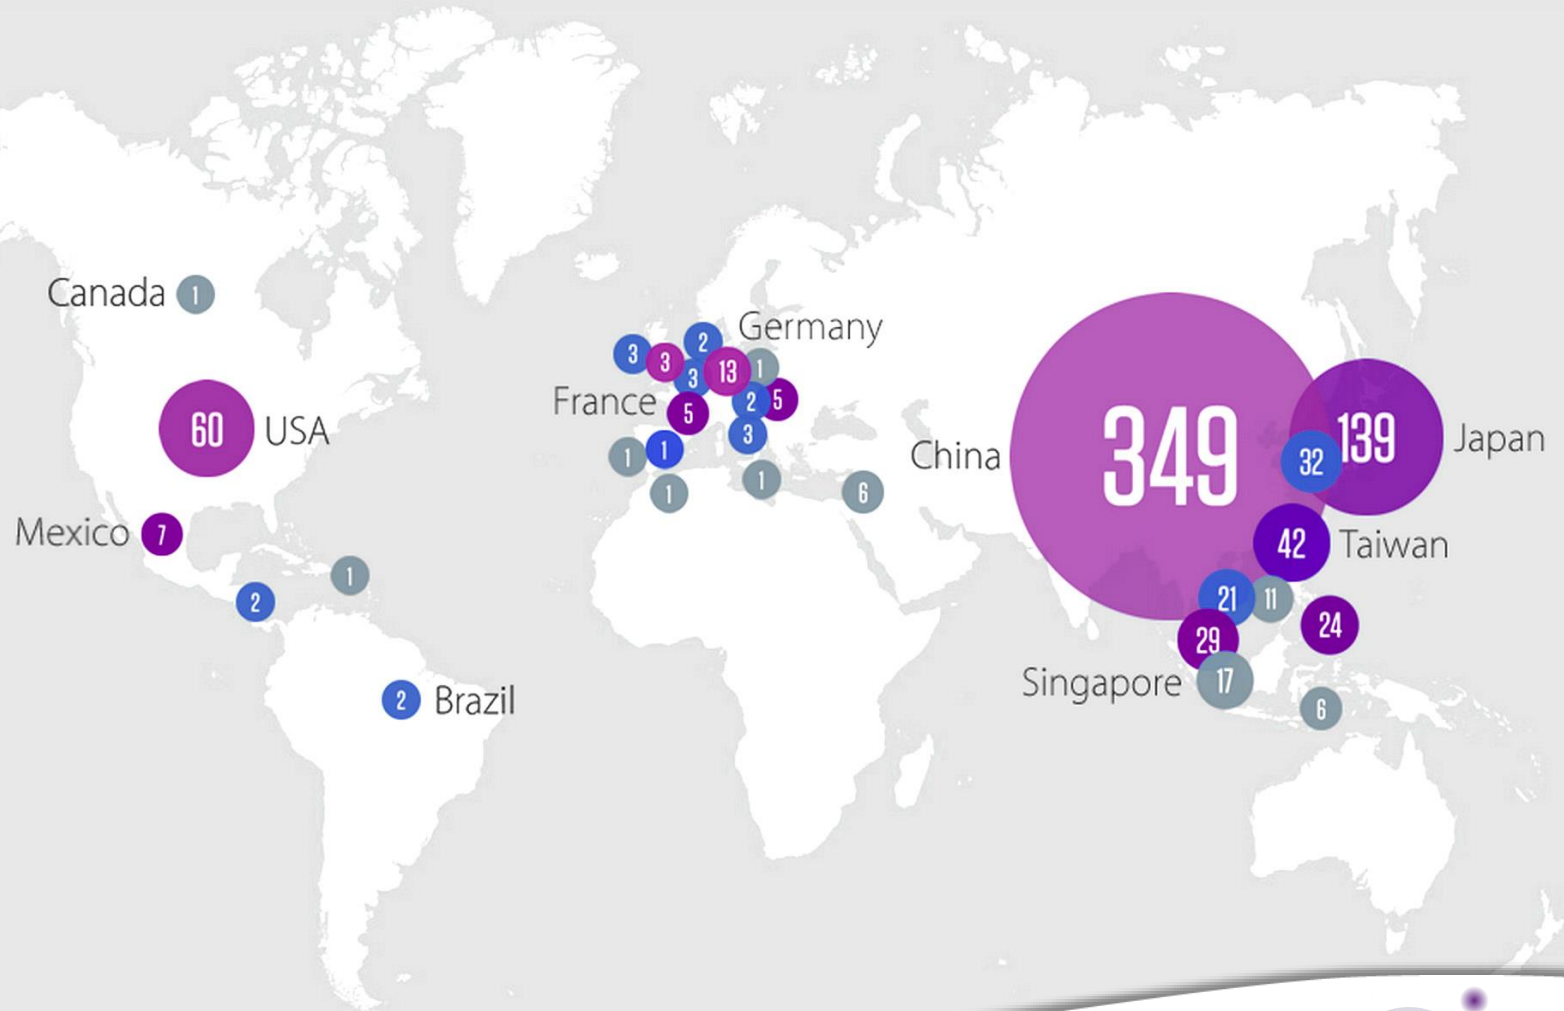 Canada 1
60 USA
Mexico 7
2
1
2 Brazil
2 Germany
3 3 3 13 1
France 5 2 5
1 1 3
1 1 6
China 349
139 Japan
32
42 Taiwan
21 11
29 24
Singapore 17
6